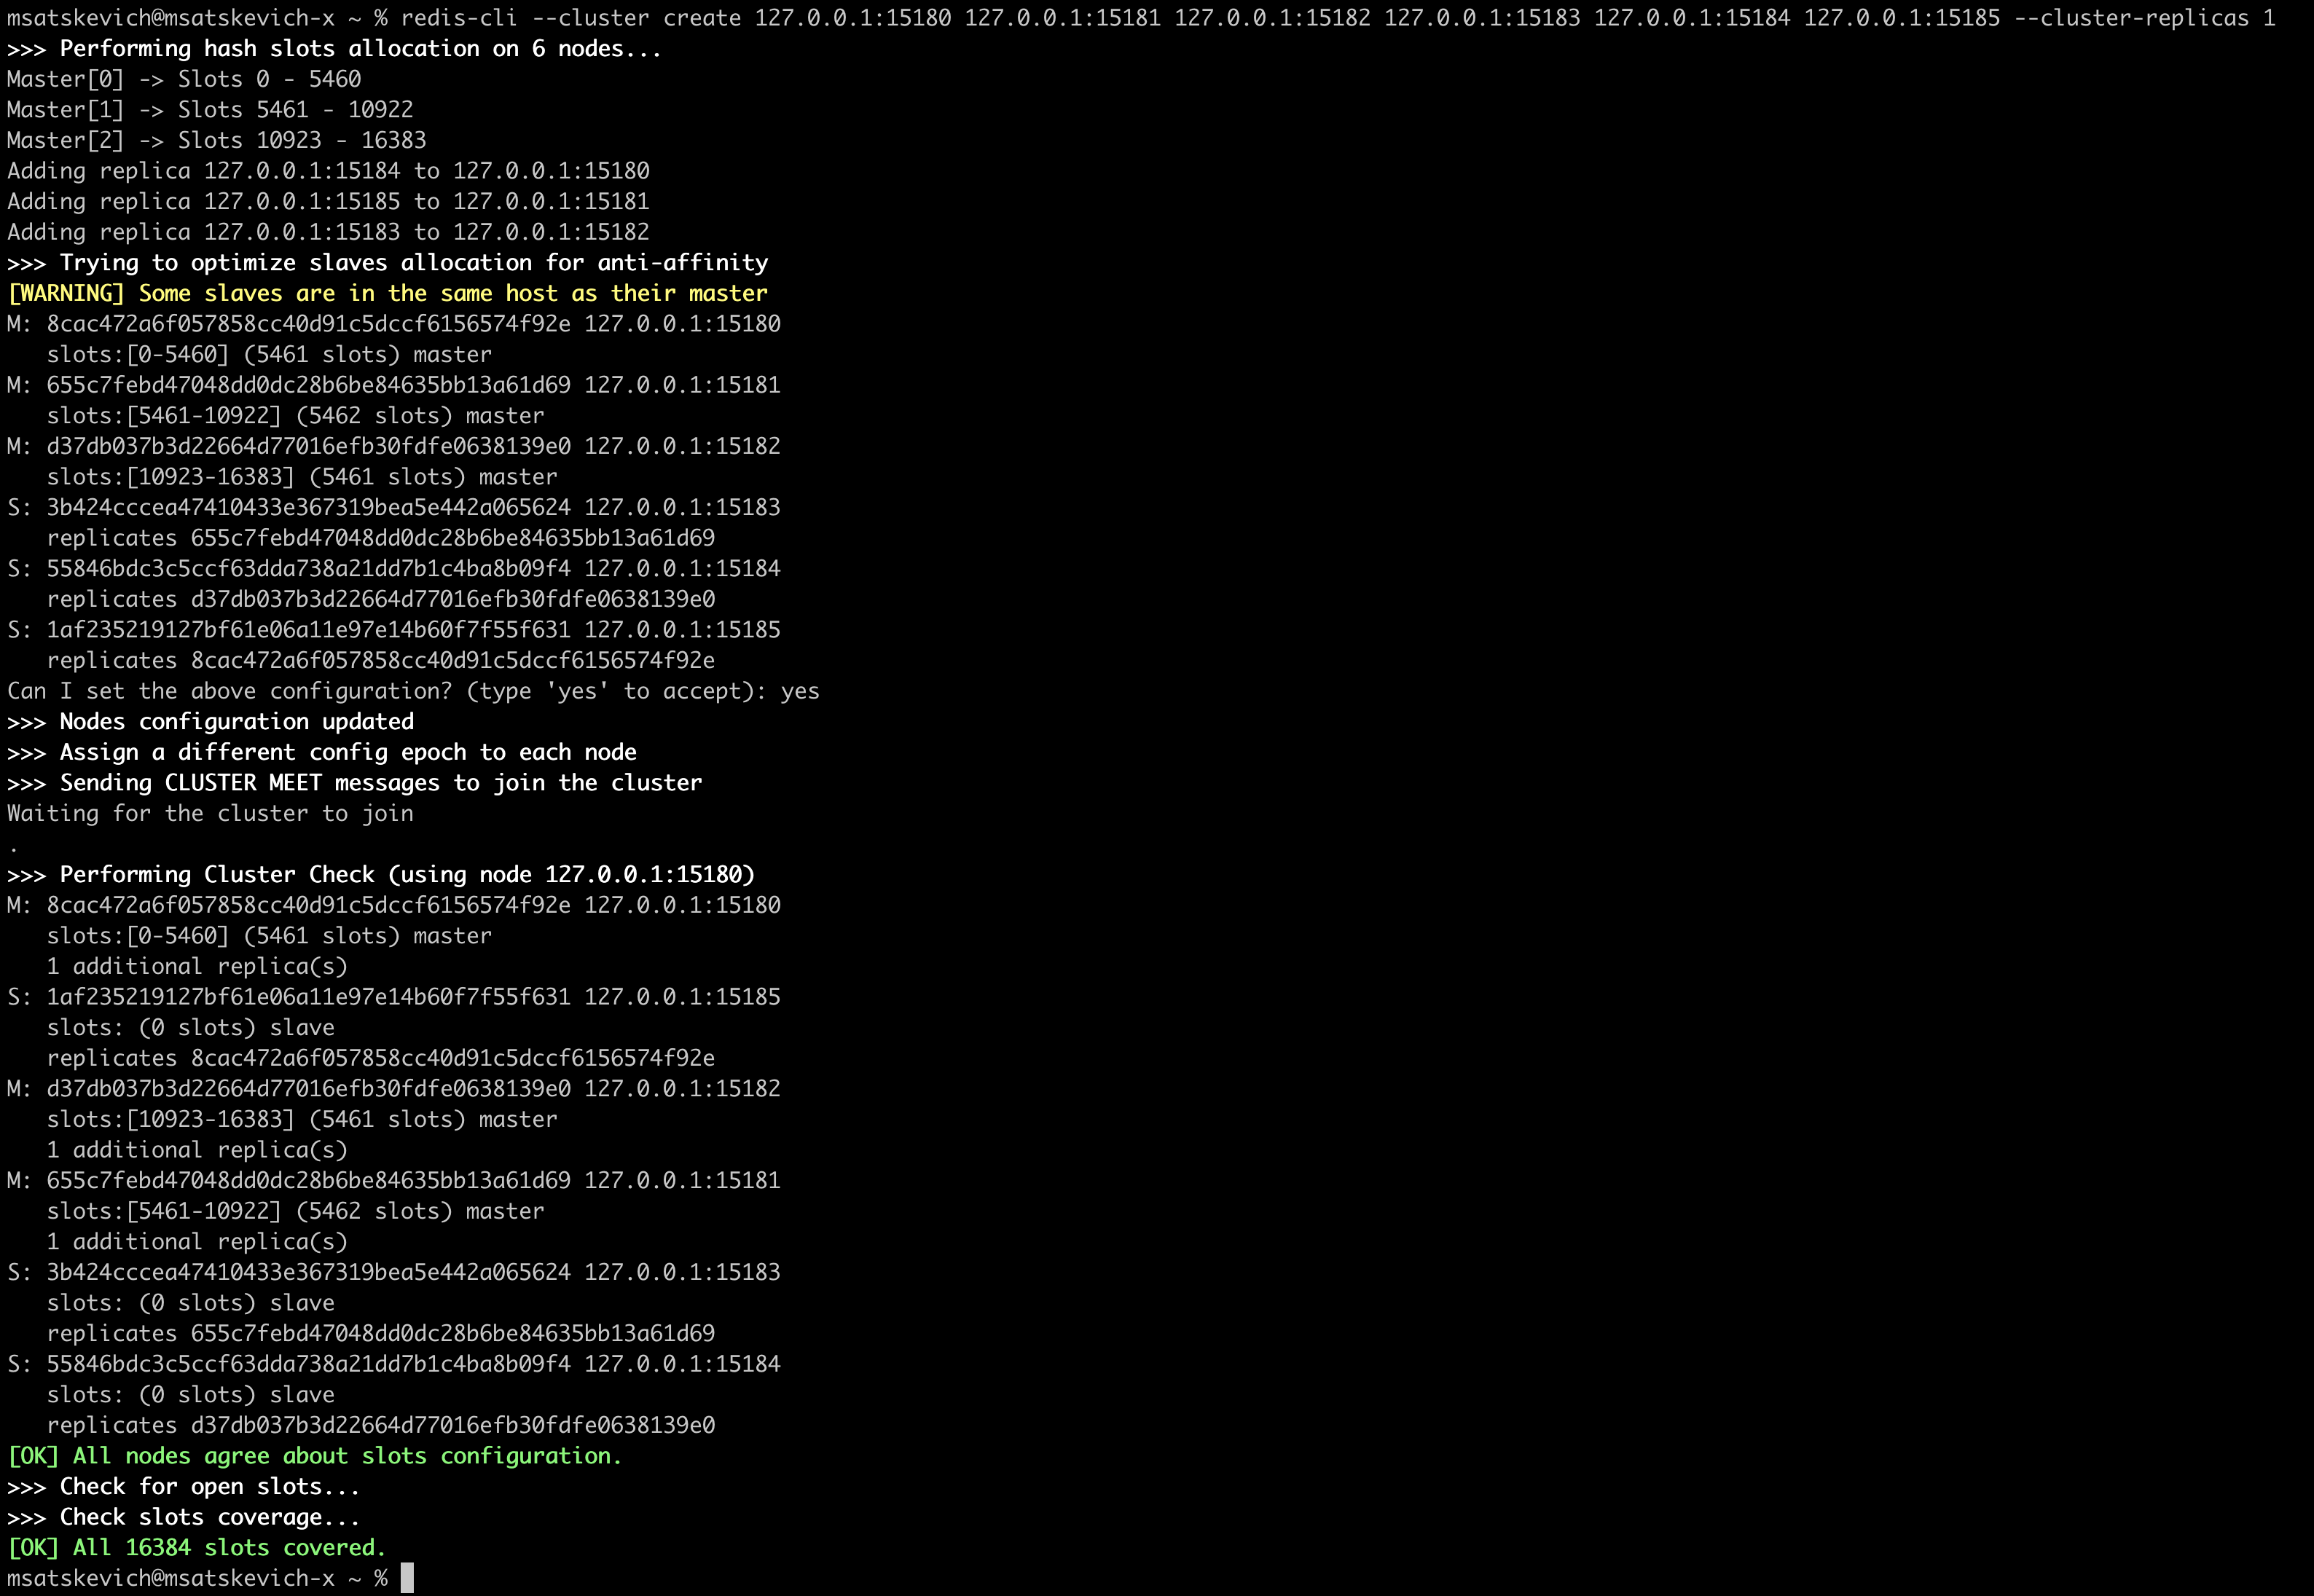 msatskevich@msatskevich-x ~ % redis-cli --cluster create 127.0.0.1:15180 127.0.0.1:15181 127.0.0.1:15182 127.0.0.1:15183 127.0.0.1:15184 127.0.0.1:15185 --cluster-replicas 1
>>> Performing hash slots allocation on 6 nodes...
Master[0] -> Slots 0 - 5460
Master[1] -> Slots 5461 - 10922
Master[2] -> Slots 10923 - 16383
Adding replica 127.0.0.1:15184 to 127.0.0.1:15180
Adding replica 127.0.0.1:15185 to 127.0.0.1:15181
Adding replica 127.0.0.1:15183 to 127.0.0.1:15182
>>> Trying to optimize slaves allocation for anti-affinity
[WARNING] Some slaves are in the same host as their master
M: 8cac472a6f057858cc40d91c5dccf6156574f92e 127.0.0.1:15180
   slots:[0-5460] (5461 slots) master
M: 655c7febd47048dd0dc28b6be84635bb13a61d69 127.0.0.1:15181
   slots:[5461-10922] (5462 slots) master
M: d37db037b3d22664d77016efb30fdfe0638139e0 127.0.0.1:15182
   slots:[10923-16383] (5461 slots) master
S: 3b424cccea47410433e367319bea5e442a065624 127.0.0.1:15183
   replicates 655c7febd47048dd0dc28b6be84635bb13a61d69
S: 55846bdc3c5ccf63dda738a21dd7b1c4ba8b09f4 127.0.0.1:15184
   replicates d37db037b3d22664d77016efb30fdfe0638139e0
S: 1af235219127bf61e06a11e97e14b60f7f55f631 127.0.0.1:15185
   replicates 8cac472a6f057858cc40d91c5dccf6156574f92e
Can I set the above configuration? (type 'yes' to accept): yes
>>> Nodes configuration updated
>>> Assign a different config epoch to each node
>>> Sending CLUSTER MEET messages to join the cluster
Waiting for the cluster to join
.
>>> Performing Cluster Check (using node 127.0.0.1:15180)
M: 8cac472a6f057858cc40d91c5dccf6156574f92e 127.0.0.1:15180
   slots:[0-5460] (5461 slots) master
   1 additional replica(s)
S: 1af235219127bf61e06a11e97e14b60f7f55f631 127.0.0.1:15185
   slots: (0 slots) slave
   replicates 8cac472a6f057858cc40d91c5dccf6156574f92e
M: d37db037b3d22664d77016efb30fdfe0638139e0 127.0.0.1:15182
   slots:[10923-16383] (5461 slots) master
   1 additional replica(s)
M: 655c7febd47048dd0dc28b6be84635bb13a61d69 127.0.0.1:15181
   slots:[5461-10922] (5462 slots) master
   1 additional replica(s)
S: 3b424cccea47410433e367319bea5e442a065624 127.0.0.1:15183
   slots: (0 slots) slave
   replicates 655c7febd47048dd0dc28b6be84635bb13a61d69
S: 55846bdc3c5ccf63dda738a21dd7b1c4ba8b09f4 127.0.0.1:15184
   slots: (0 slots) slave
   replicates d37db037b3d22664d77016efb30fdfe0638139e0
[OK] All nodes agree about slots configuration.
>>> Check for open slots...
>>> Check slots coverage...
[OK] All 16384 slots covered.
msatskevich@msatskevich-x ~ %